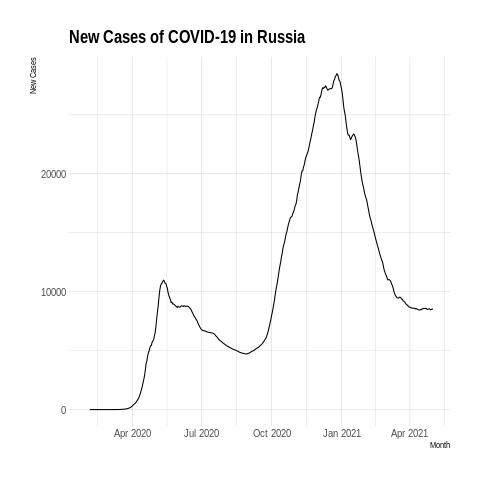 New Cases of COVID-19 in Russia
New Cases
20000
10000
0
Apr 2020 Jul 2020 Oct 2020 Jan 2021 Apr 2021
Month